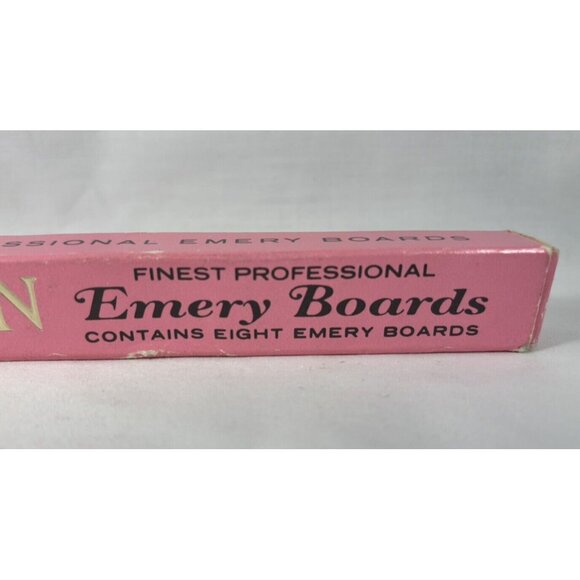 SSIONAL EMERY BOARDS
N
FINEST PROFESSIONAL
Emery Boards
CONTAINS EIGHT EMERY BOARDS